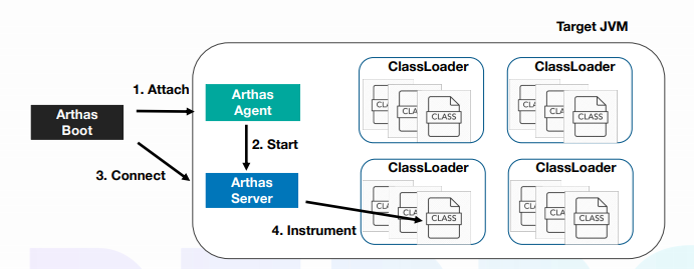 Target JVM
ClassLoader
ClassLoader
1. Attach
Arthas
Agent
CLASS
CLASS
Arthas
Boot
2. Start
ClassLoader
ClassLoader
3. Connect
Arthas
Server
4. Instrument
CLASS
CLASS